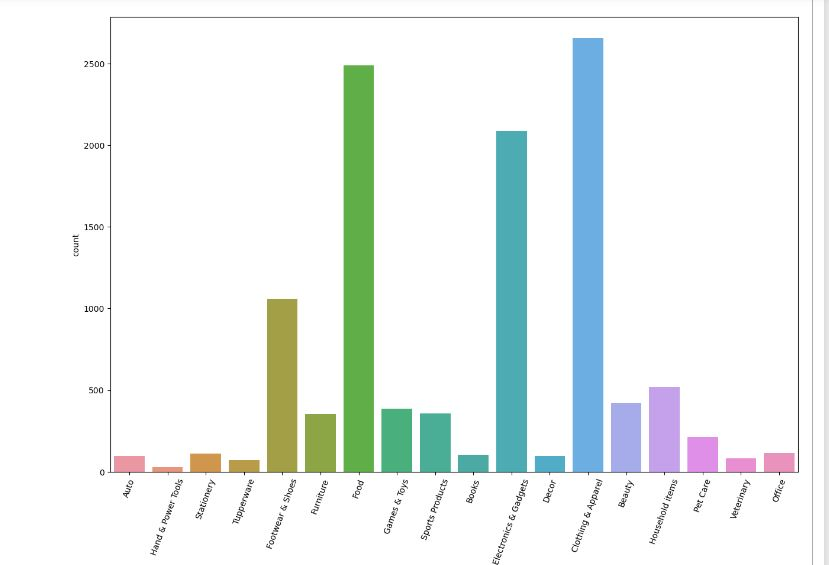 2500
2000
1500
1000
500
0
count
Auto
Hand & Power Tools
Stationery
Tupperware
Footwear & Shoes
Furniture
Food
Games & Toys
Sports Products
Books
Electronics & Gadgets
Decor
Clothing & Apparel
Beauty
Household items
Pet Care
Veterinary
Office